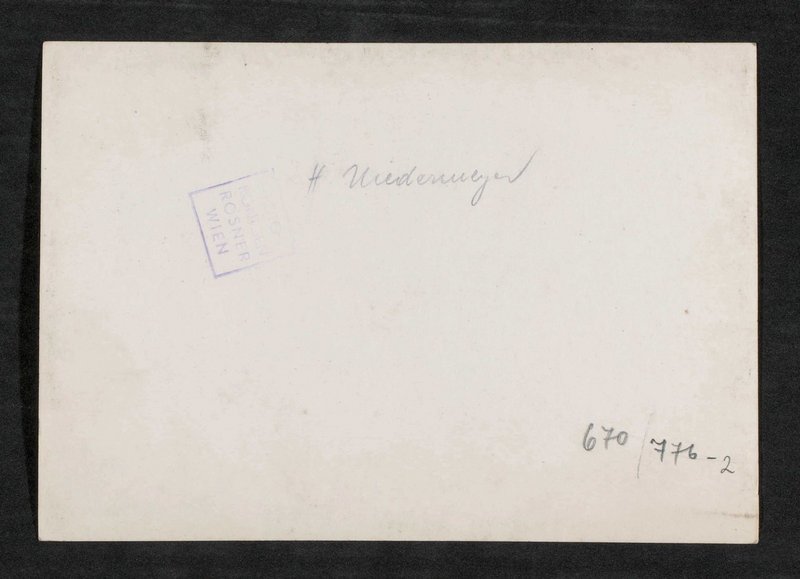 H Niedermeyer
ROSNER
WIEN
670/776-2